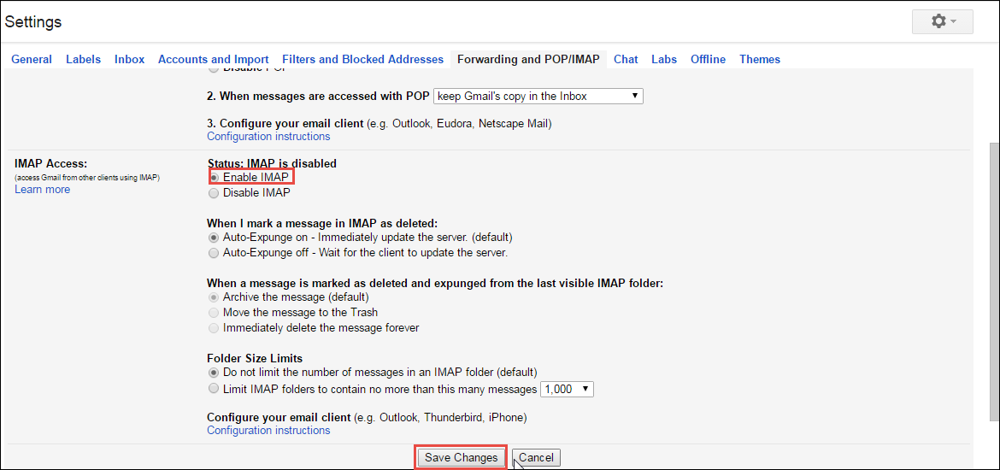 Settings
General Labels Inbox Accounts and Import Filters and Blocked Addresses Forwarding and POP/IMAP Chat Labs Offline Themes
Disable POP
2. When messages are accessed with POP keep Gmail's copy in the Inbox
3. Configure your email client (e.g. Outlook, Eudora, Netscape Mail)
Configuration instructions
IMAP Access:
(access Gmail from other clients using IMAP)
Learn more
Status: IMAP is disabled
Enable IMAP
Disable IMAP
When I mark a message in IMAP as deleted:
Auto-Expunge on - Immediately update the server. (default)
Auto-Expunge off - Wait for the client to update the server.
When a message is marked as deleted and expunged from the last visible IMAP folder:
Archive the message (default)
Move the message to the Trash
Immediately delete the message forever
Folder Size Limits
Do not limit the number of messages in an IMAP folder (default)
Limit IMAP folders to contain no more than this many messages 1,000
Configure your email client (e.g. Outlook, Thunderbird, iPhone)
Configuration instructions
Save Changes Cancel